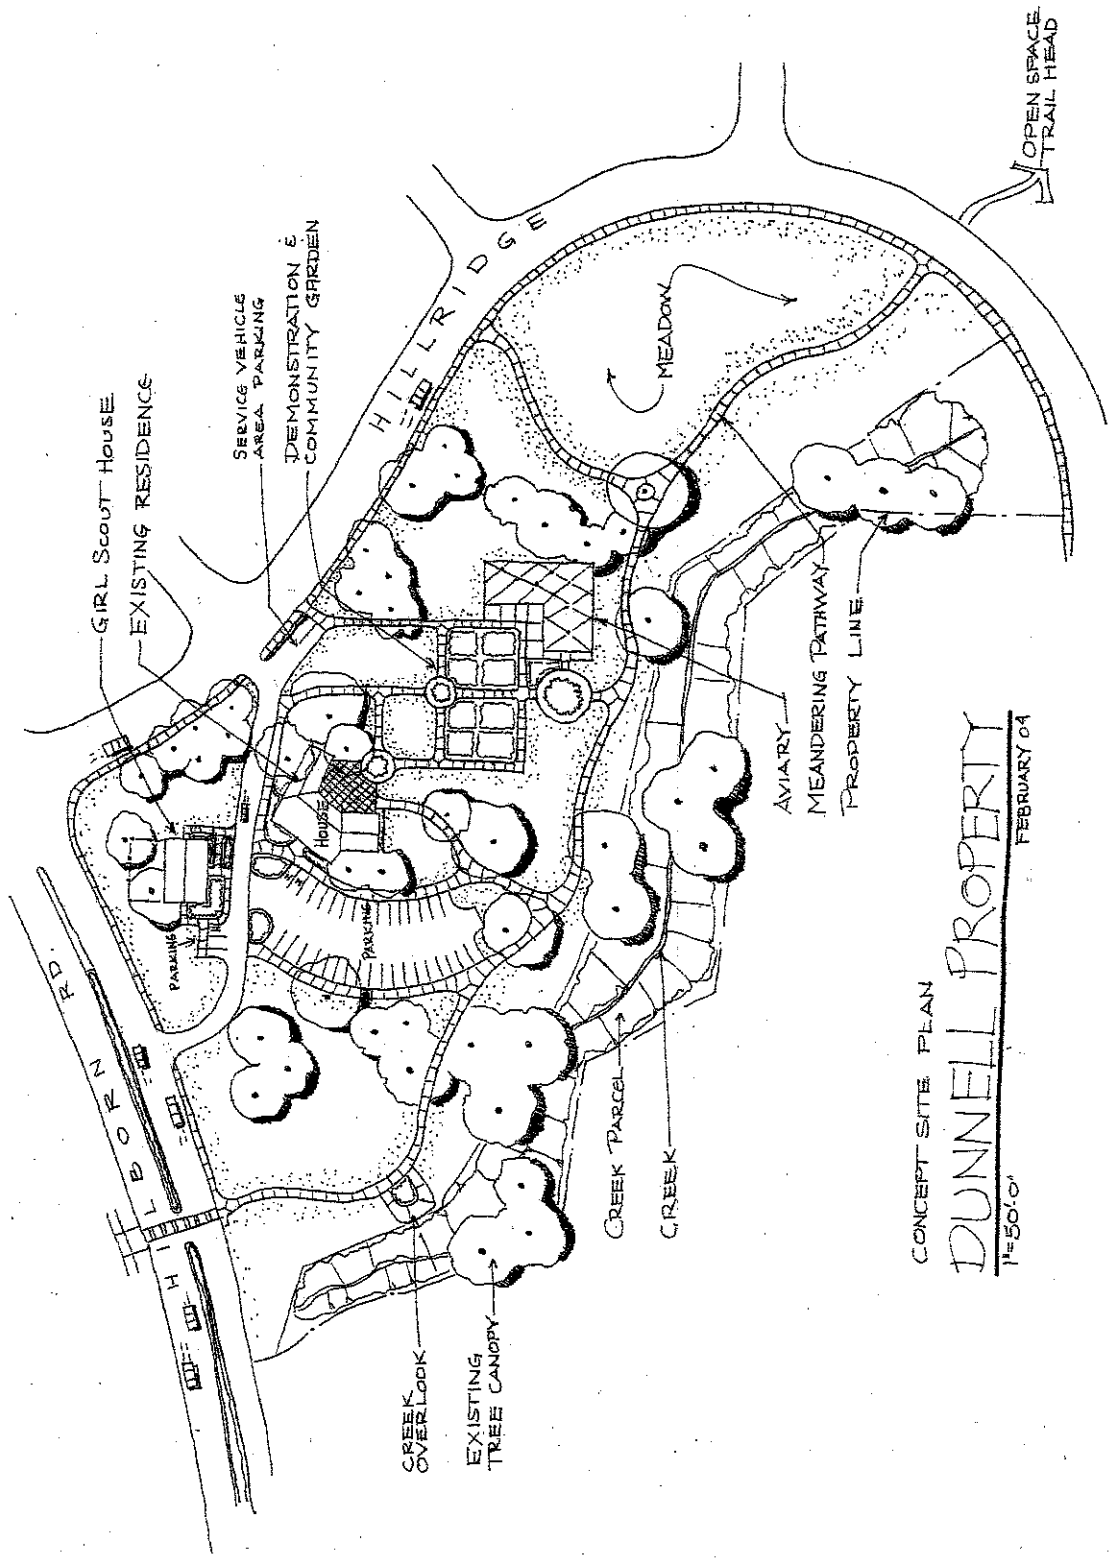 GIRL SCOUT HOUSE
EXISTING RESIDENCE
SERVICE VEHICLE
AREA PARKING
DEMONSTRATION &
COMMUNITY GARDEN
HILLRIDGE
HILBORN RD.
OPEN SPACE
TRAIL HEAD
MEADOW
PARKING
HOUSE
PARKING
CREEK
OVERLOOK
EXISTING
TREE CANOPY
CREEK PARCEL
CREEK
AVIARY
MEANDERING PATHWAY
PROPERTY LINE
CONCEPT SITE PLAN
DUNNELL PROPERTY
1"=50'-0"
FEBRUARY 04